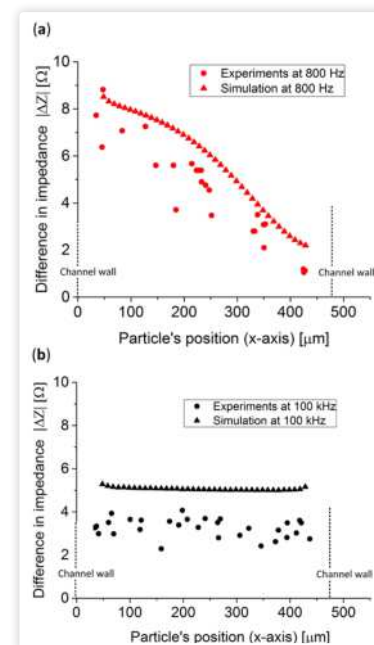 (a)
Difference in impedance |ΔZ| [Ω]
10
8
6
4
2
0
Experiments at 800 Hz
Simulation at 800 Hz
Channel wall
Channel wall
0
100
200
300
400
500
Particle's position (x-axis) [μm]
(b)
Difference in impedance |ΔZ| [Ω]
10
8
6
4
2
0
Experiments at 100 kHz
Simulation at 100 kHz
Channel wall
Channel wall
0
100
200
300
400
500
Particle's position (x-axis) [μm]